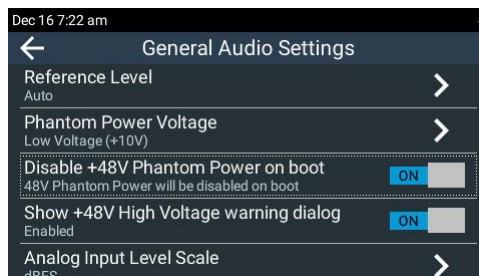 Dec 16 7:22 am
General Audio Settings
Reference Level
Auto
Phantom Power Voltage
Low Voltage (+10V)
Disable +48V Phantom Power on boot
48V Phantom Power will be disabled on boot
ON
Show +48V High Voltage warning dialog
Enabled
ON
Analog Input Level Scale
dBFS